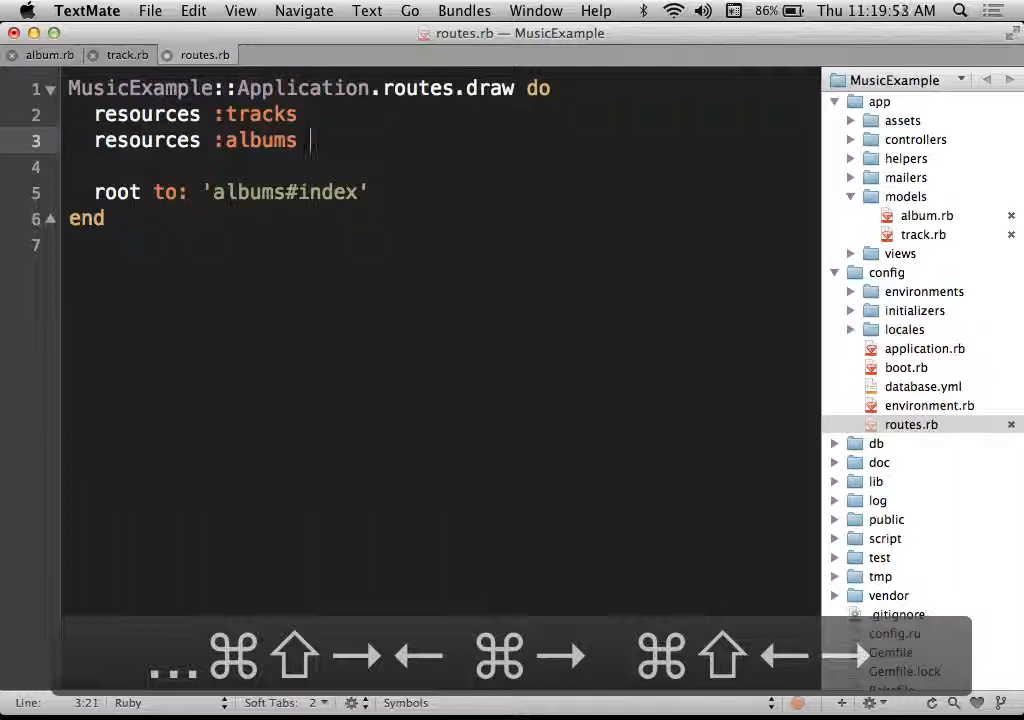 TextMate File Edit View Navigate Text Go Bundles Window Help 86% Thu 11:19:53 AM
routes.rb — MusicExample
album.rb track.rb routes.rb
MusicExample
1 MusicExample::Application.routes.draw do
2 resources :tracks
3 resources :albums
4
5 root to: 'albums#index'
6 end
7
app
assets
controllers
helpers
mailers
models
album.rb
track.rb
views
config
environments
initializers
locales
application.rb
boot.rb
database.yml
environment.rb
routes.rb
db
doc
lib
log
public
script
test
tmp
vendor
.gitignore
config.ru
Gemfile
Gemfile.lock
Rakefile
...⌘⇧→← ⌘→ ⌘⇧←→
Line: 3:21 Ruby Soft Tabs: 2 Symbols